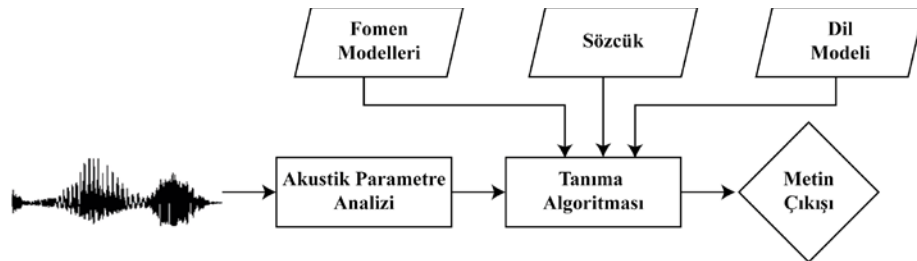 Fomen
Modelleri
Sözcük
Dil
Modeli
Akustik Parametre
Analizi
Tanıma
Algoritması
Metin
Çıkışı